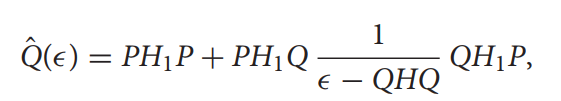 Q̂(ϵ) = PH₁P + PH₁Q 1/(ϵ − QHQ) QH₁P,